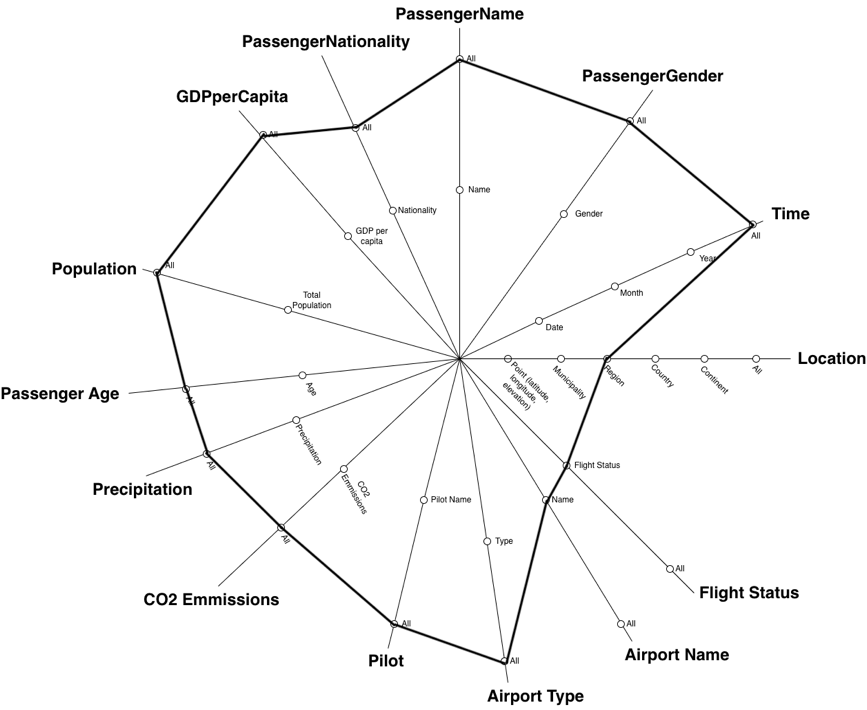 PassengerName
PassengerNationality
All
PassengerGender
GDPperCapita
All
All
All
Name
Nationality
Gender
Time
GDP per
capita
All
Population
All
Year
Total
Population
Month
Date
Location
Point (latitude,
longitude,
elevation)
Municipality
Region
Country
Continent
All
Passenger Age
All
Age
Precipitation
All
Precipitation
CO2
Emmissions
Flight Status
Pilot Name
Name
All
Type
CO2 Emmissions
All
Flight Status
All
All
Airport Name
Pilot
All
Airport Type